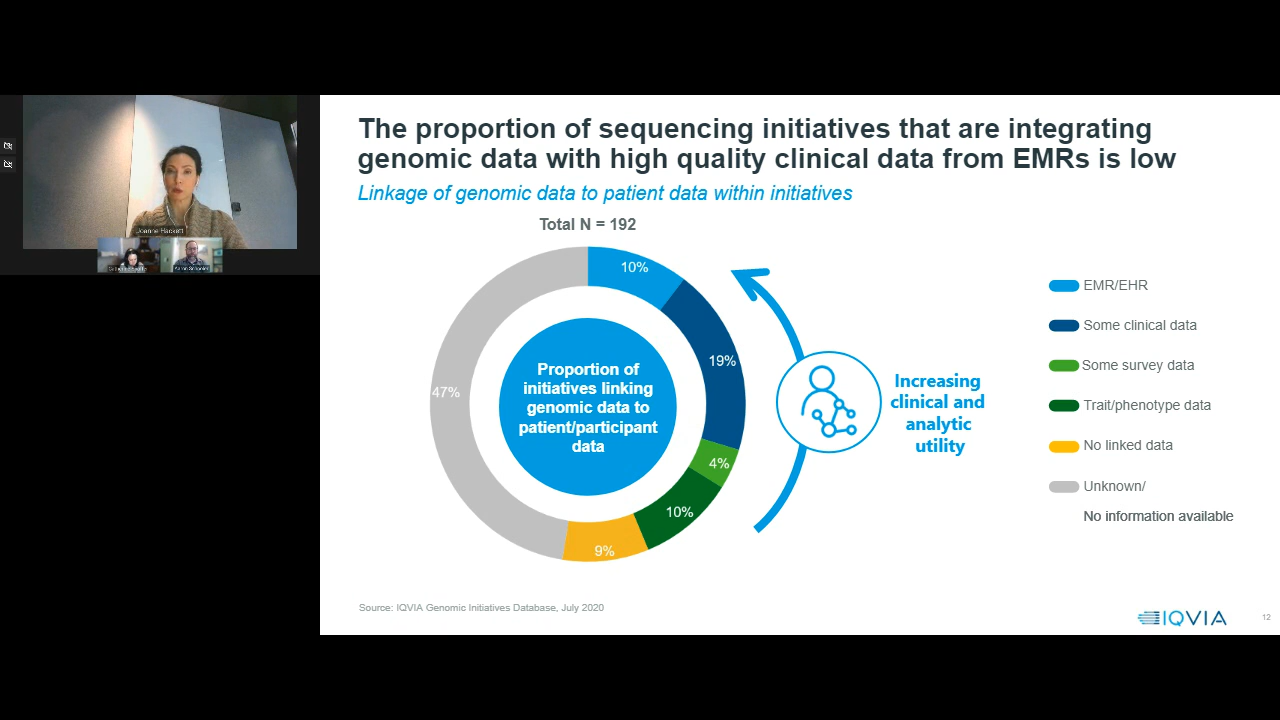 Joanne Hackett
The proportion of sequencing initiatives that are integrating
genomic data with high quality clinical data from EMRs is low
Linkage of genomic data to patient data within initiatives
Total N = 192
10%
19%
4%
10%
9%
47%
Proportion of
initiatives linking
genomic data to
patient/participant
data
Increasing
clinical and
analytic
utility
EMR/EHR
Some clinical data
Some survey data
Trait/phenotype data
No linked data
Unknown/
No information available
Source: IQVIA Genomic Initiatives Database, July 2020
IQVIA
12